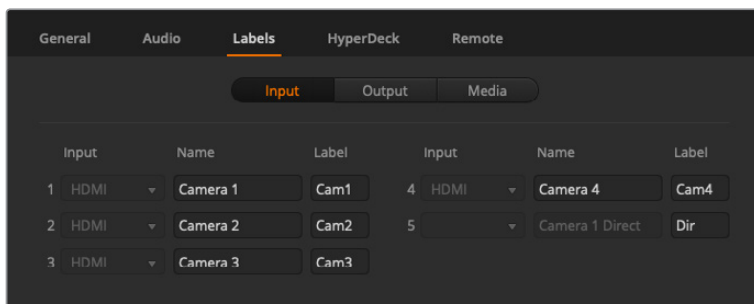 General Audio Labels HyperDeck Remote
Input Output Media
Input Name Label Input Name Label
1 HDMI Camera 1 Cam1 4 HDMI Camera 4 Cam4
2 HDMI Camera 2 Cam2 5 Camera 1 Direct Dir
3 HDMI Camera 3 Cam3